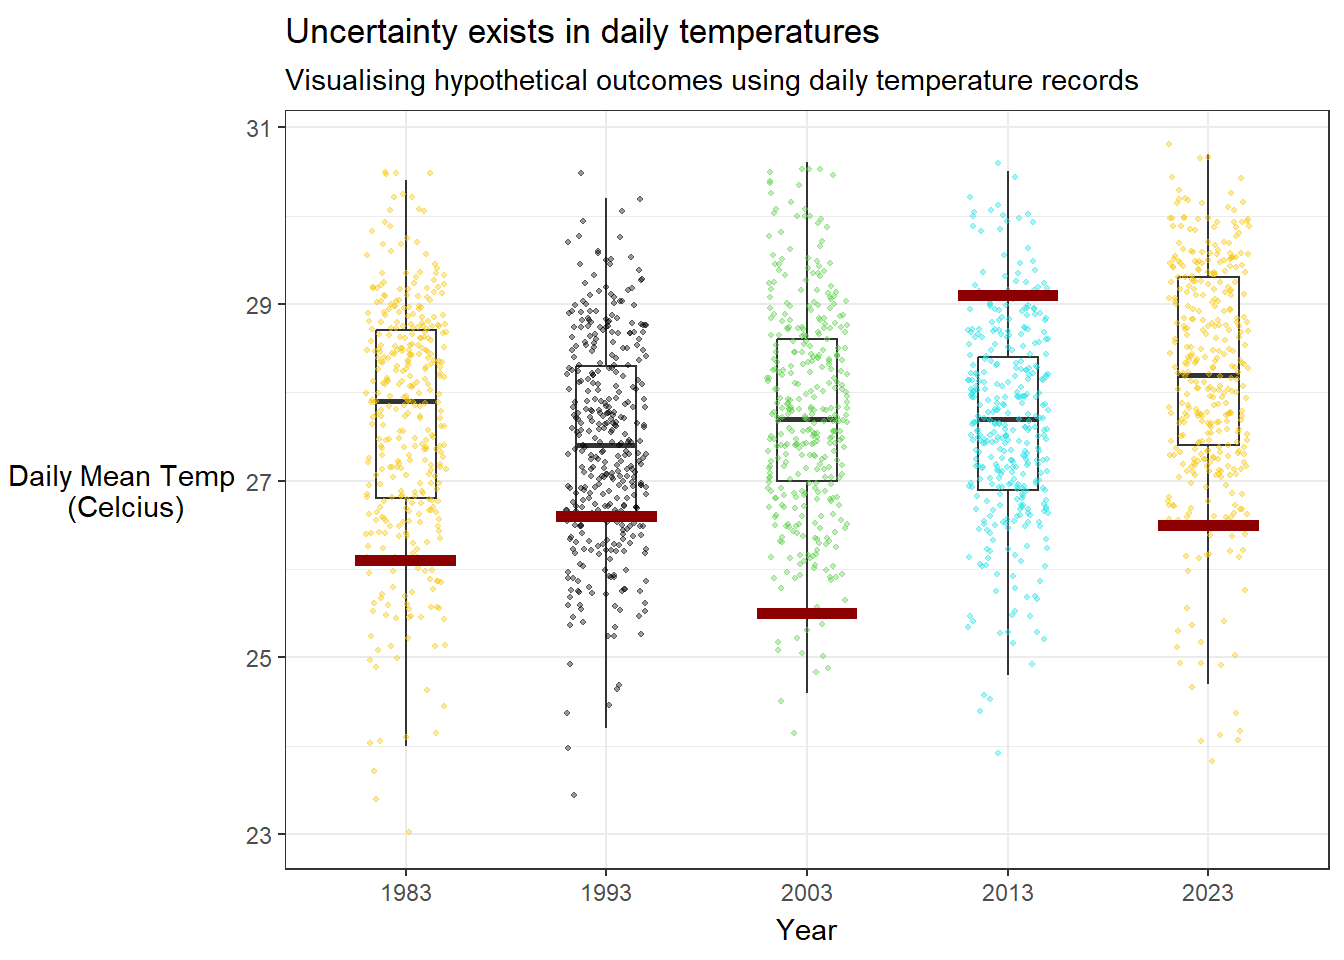 Uncertainty exists in daily temperatures
Visualising hypothetical outcomes using daily temperature records
31
29
27
25
23
Daily Mean Temp
(Celcius)
1983 1993 2003 2013 2023
Year